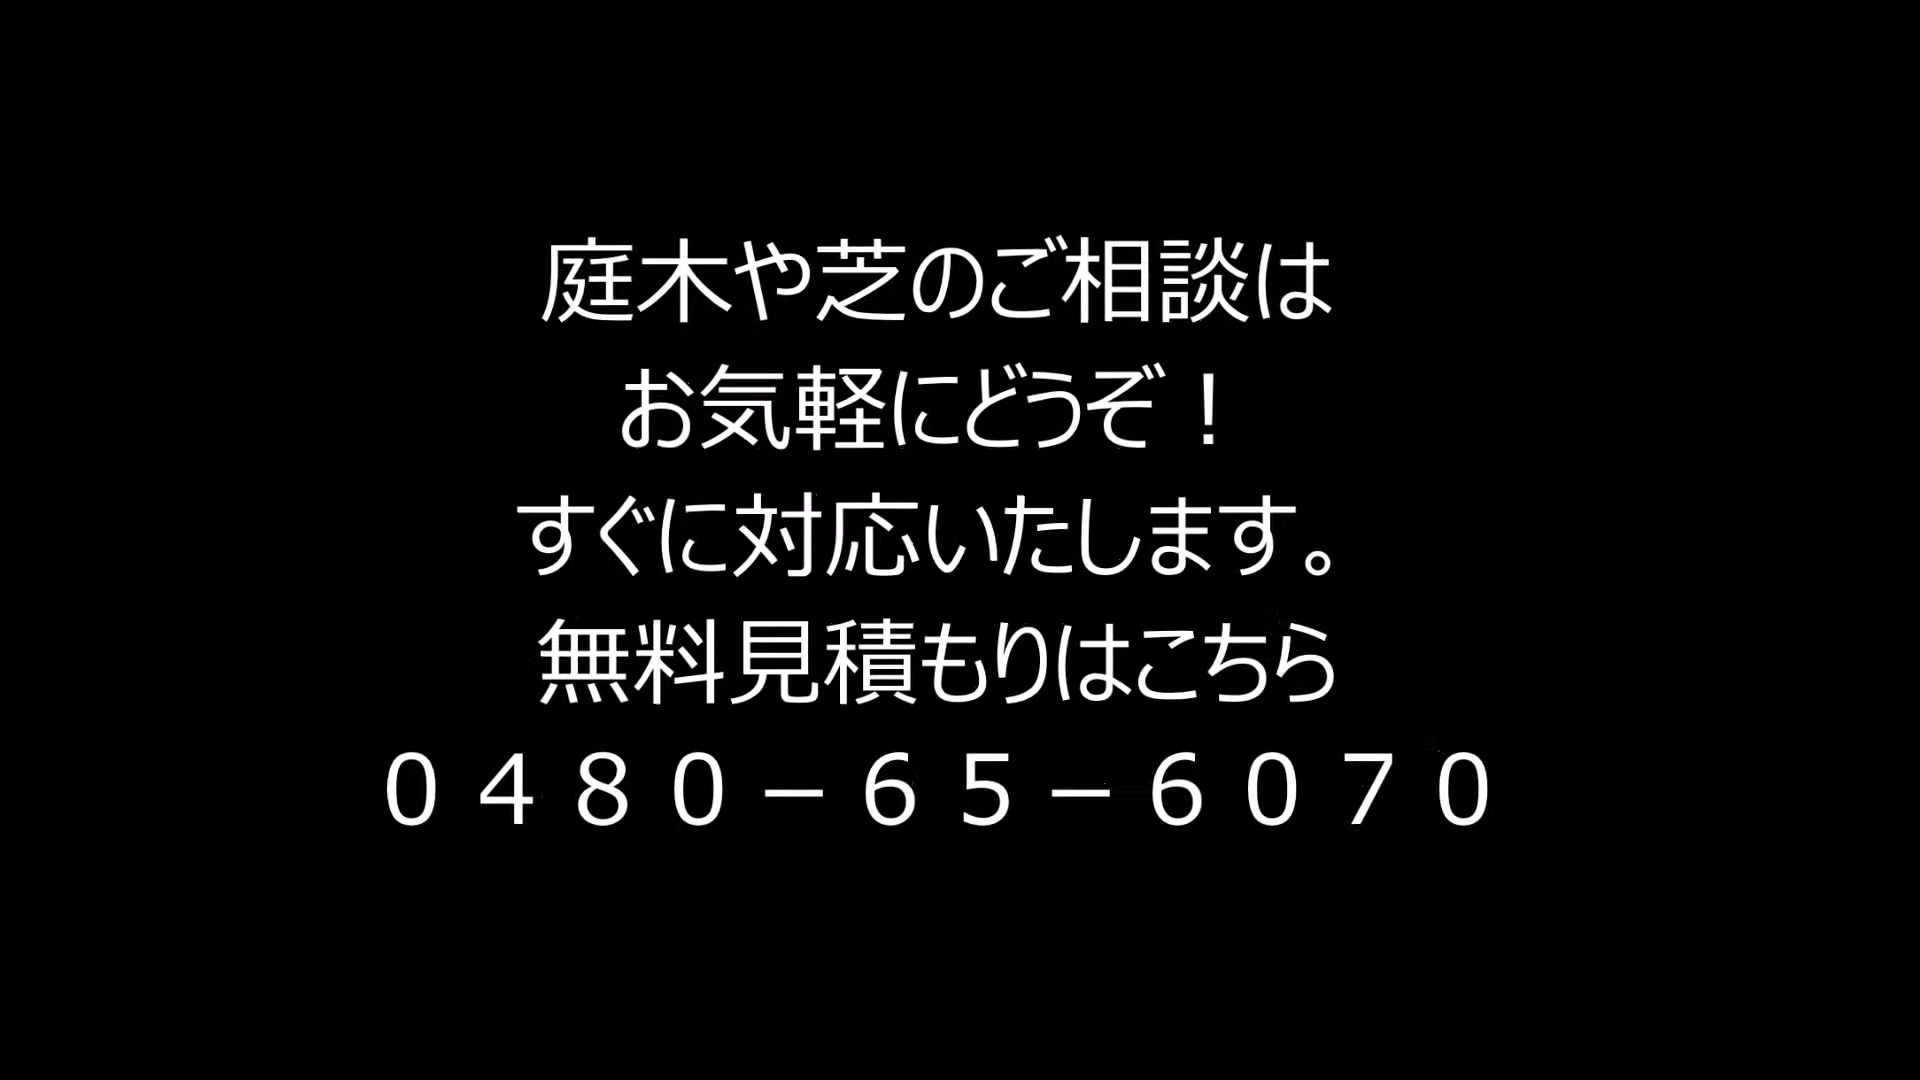 庭木や芝のご相談は
お気軽にどうぞ！
すぐに対応いたします。
無料見積もりはこちら
０４８０－６５－６０７０